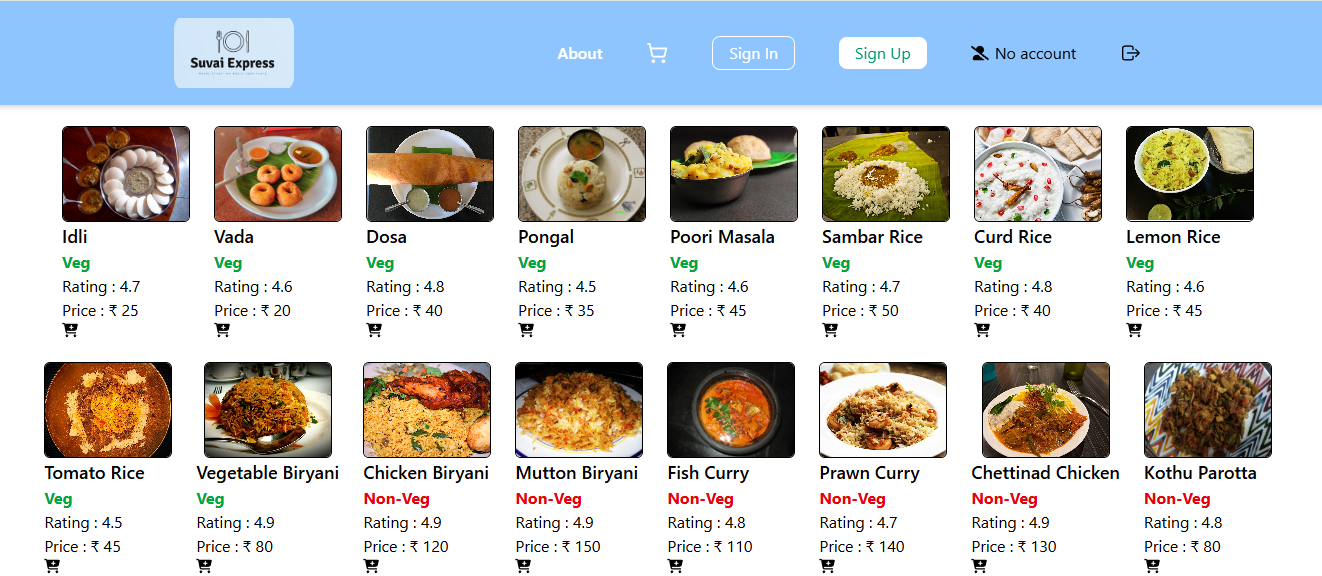 Suvai Express
About
Sign In
Sign Up
No account
Idli Vada Dosa Pongal Poori Masala Sambar Rice Curd Rice Lemon Rice
Veg Veg Veg Veg Veg Veg Veg Veg
Rating : 4.7 Rating : 4.6 Rating : 4.8 Rating : 4.5 Rating : 4.6 Rating : 4.7 Rating : 4.8 Rating : 4.6
Price : ₹ 25 Price : ₹ 20 Price : ₹ 40 Price : ₹ 35 Price : ₹ 45 Price : ₹ 50 Price : ₹ 40 Price : ₹ 45
Tomato Rice Vegetable Biryani Chicken Biryani Mutton Biryani Fish Curry Prawn Curry Chettinad Chicken Kothu Parotta
Veg Veg Non-Veg Non-Veg Non-Veg Non-Veg Non-Veg Non-Veg
Rating : 4.5 Rating : 4.9 Rating : 4.9 Rating : 4.9 Rating : 4.8 Rating : 4.7 Rating : 4.9 Rating : 4.8
Price : ₹ 45 Price : ₹ 80 Price : ₹ 120 Price : ₹ 150 Price : ₹ 110 Price : ₹ 140 Price : ₹ 130 Price : ₹ 80